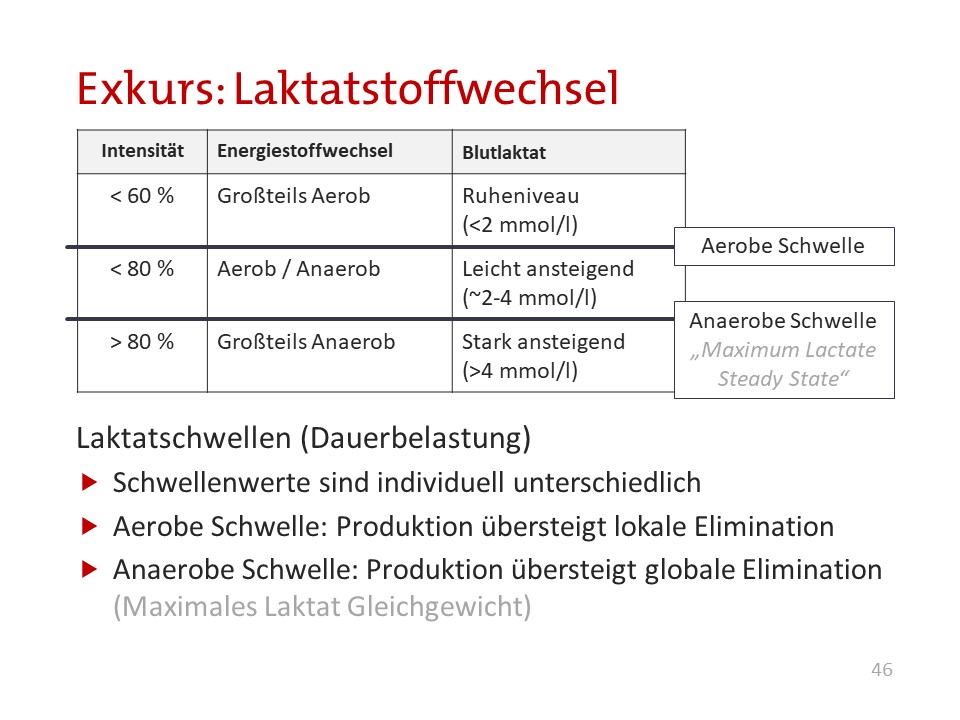 Exkurs: Laktatstoffwechsel
Intensität Energiestoffwechsel Blutlaktat
< 60 % Großteils Aerob Ruheniveau
(<2 mmol/l)
Aerobe Schwelle
< 80 % Aerob / Anaerob Leicht ansteigend
(~2-4 mmol/l)
Anaerobe Schwelle
„Maximum Lactate
Steady State“
> 80 % Großteils Anaerob Stark ansteigend
(>4 mmol/l)
Laktatschwellen (Dauerbelastung)
Schwellenwerte sind individuell unterschiedlich
Aerobe Schwelle: Produktion übersteigt lokale Elimination
Anaerobe Schwelle: Produktion übersteigt globale Elimination
(Maximales Laktat Gleichgewicht)
46